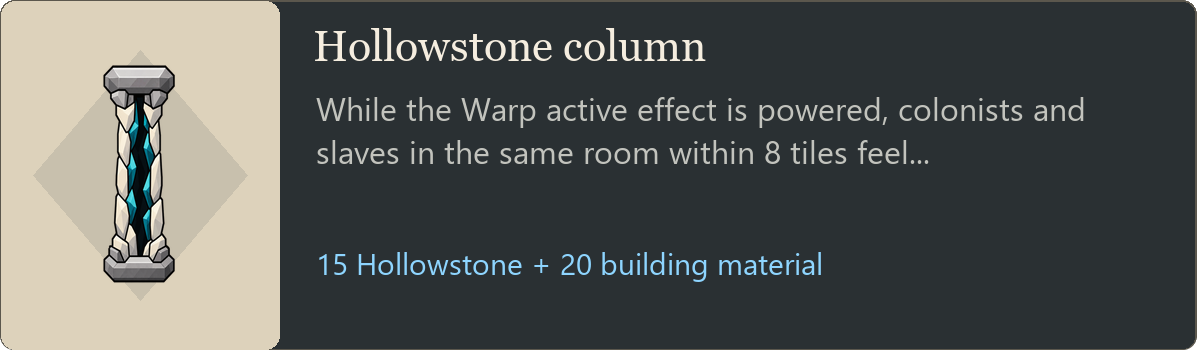 Hollowstone column
While the Warp active effect is powered, colonists and
slaves in the same room within 8 tiles feel...
15 Hollowstone + 20 building material